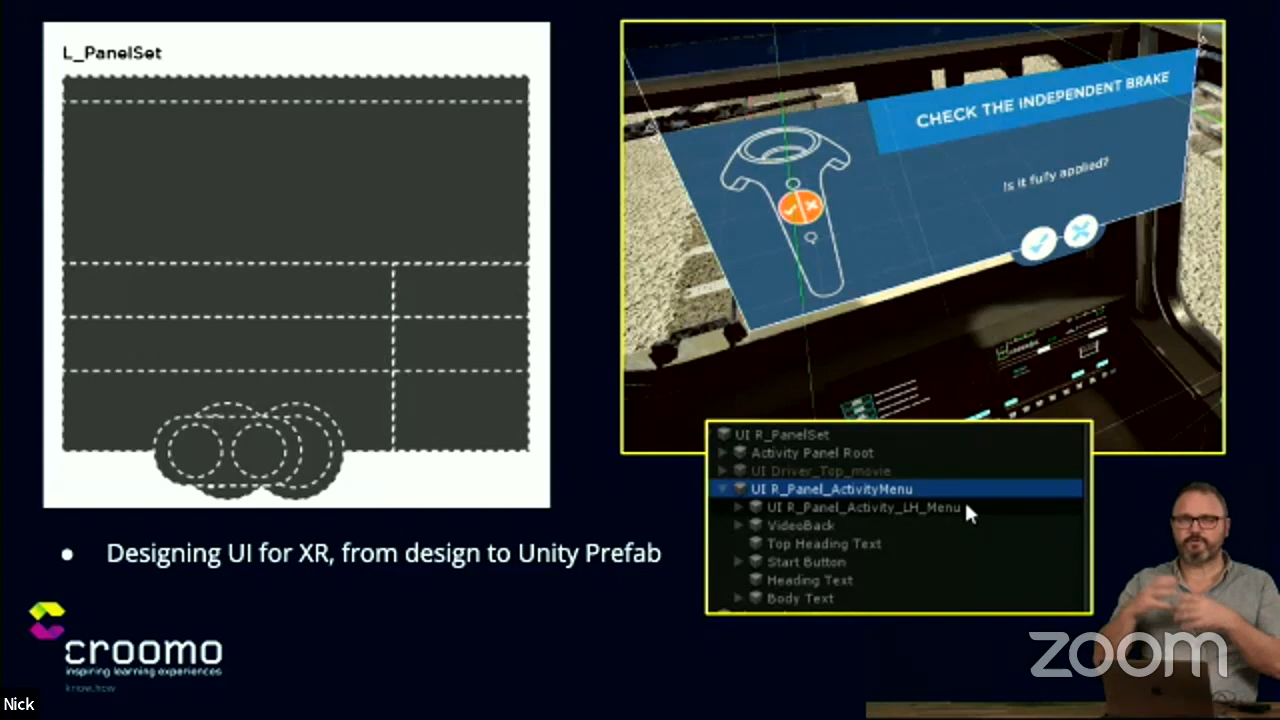 L_PanelSet
CHECK THE INDEPENDENT BRAKE
Is it fully applied?
UI R_PanelSet
Activity Panel Root
UI Driver_Top_movie
UI R_Panel_ActivityMenu
UI R_Panel_Activity_LH_Menu
VideoBack
Top Heading Text
Start Button
Heading Text
Body Text
• Designing UI for XR, from design to Unity Prefab
croomo
inspiring learning experiences
know.how
zoom
Nick